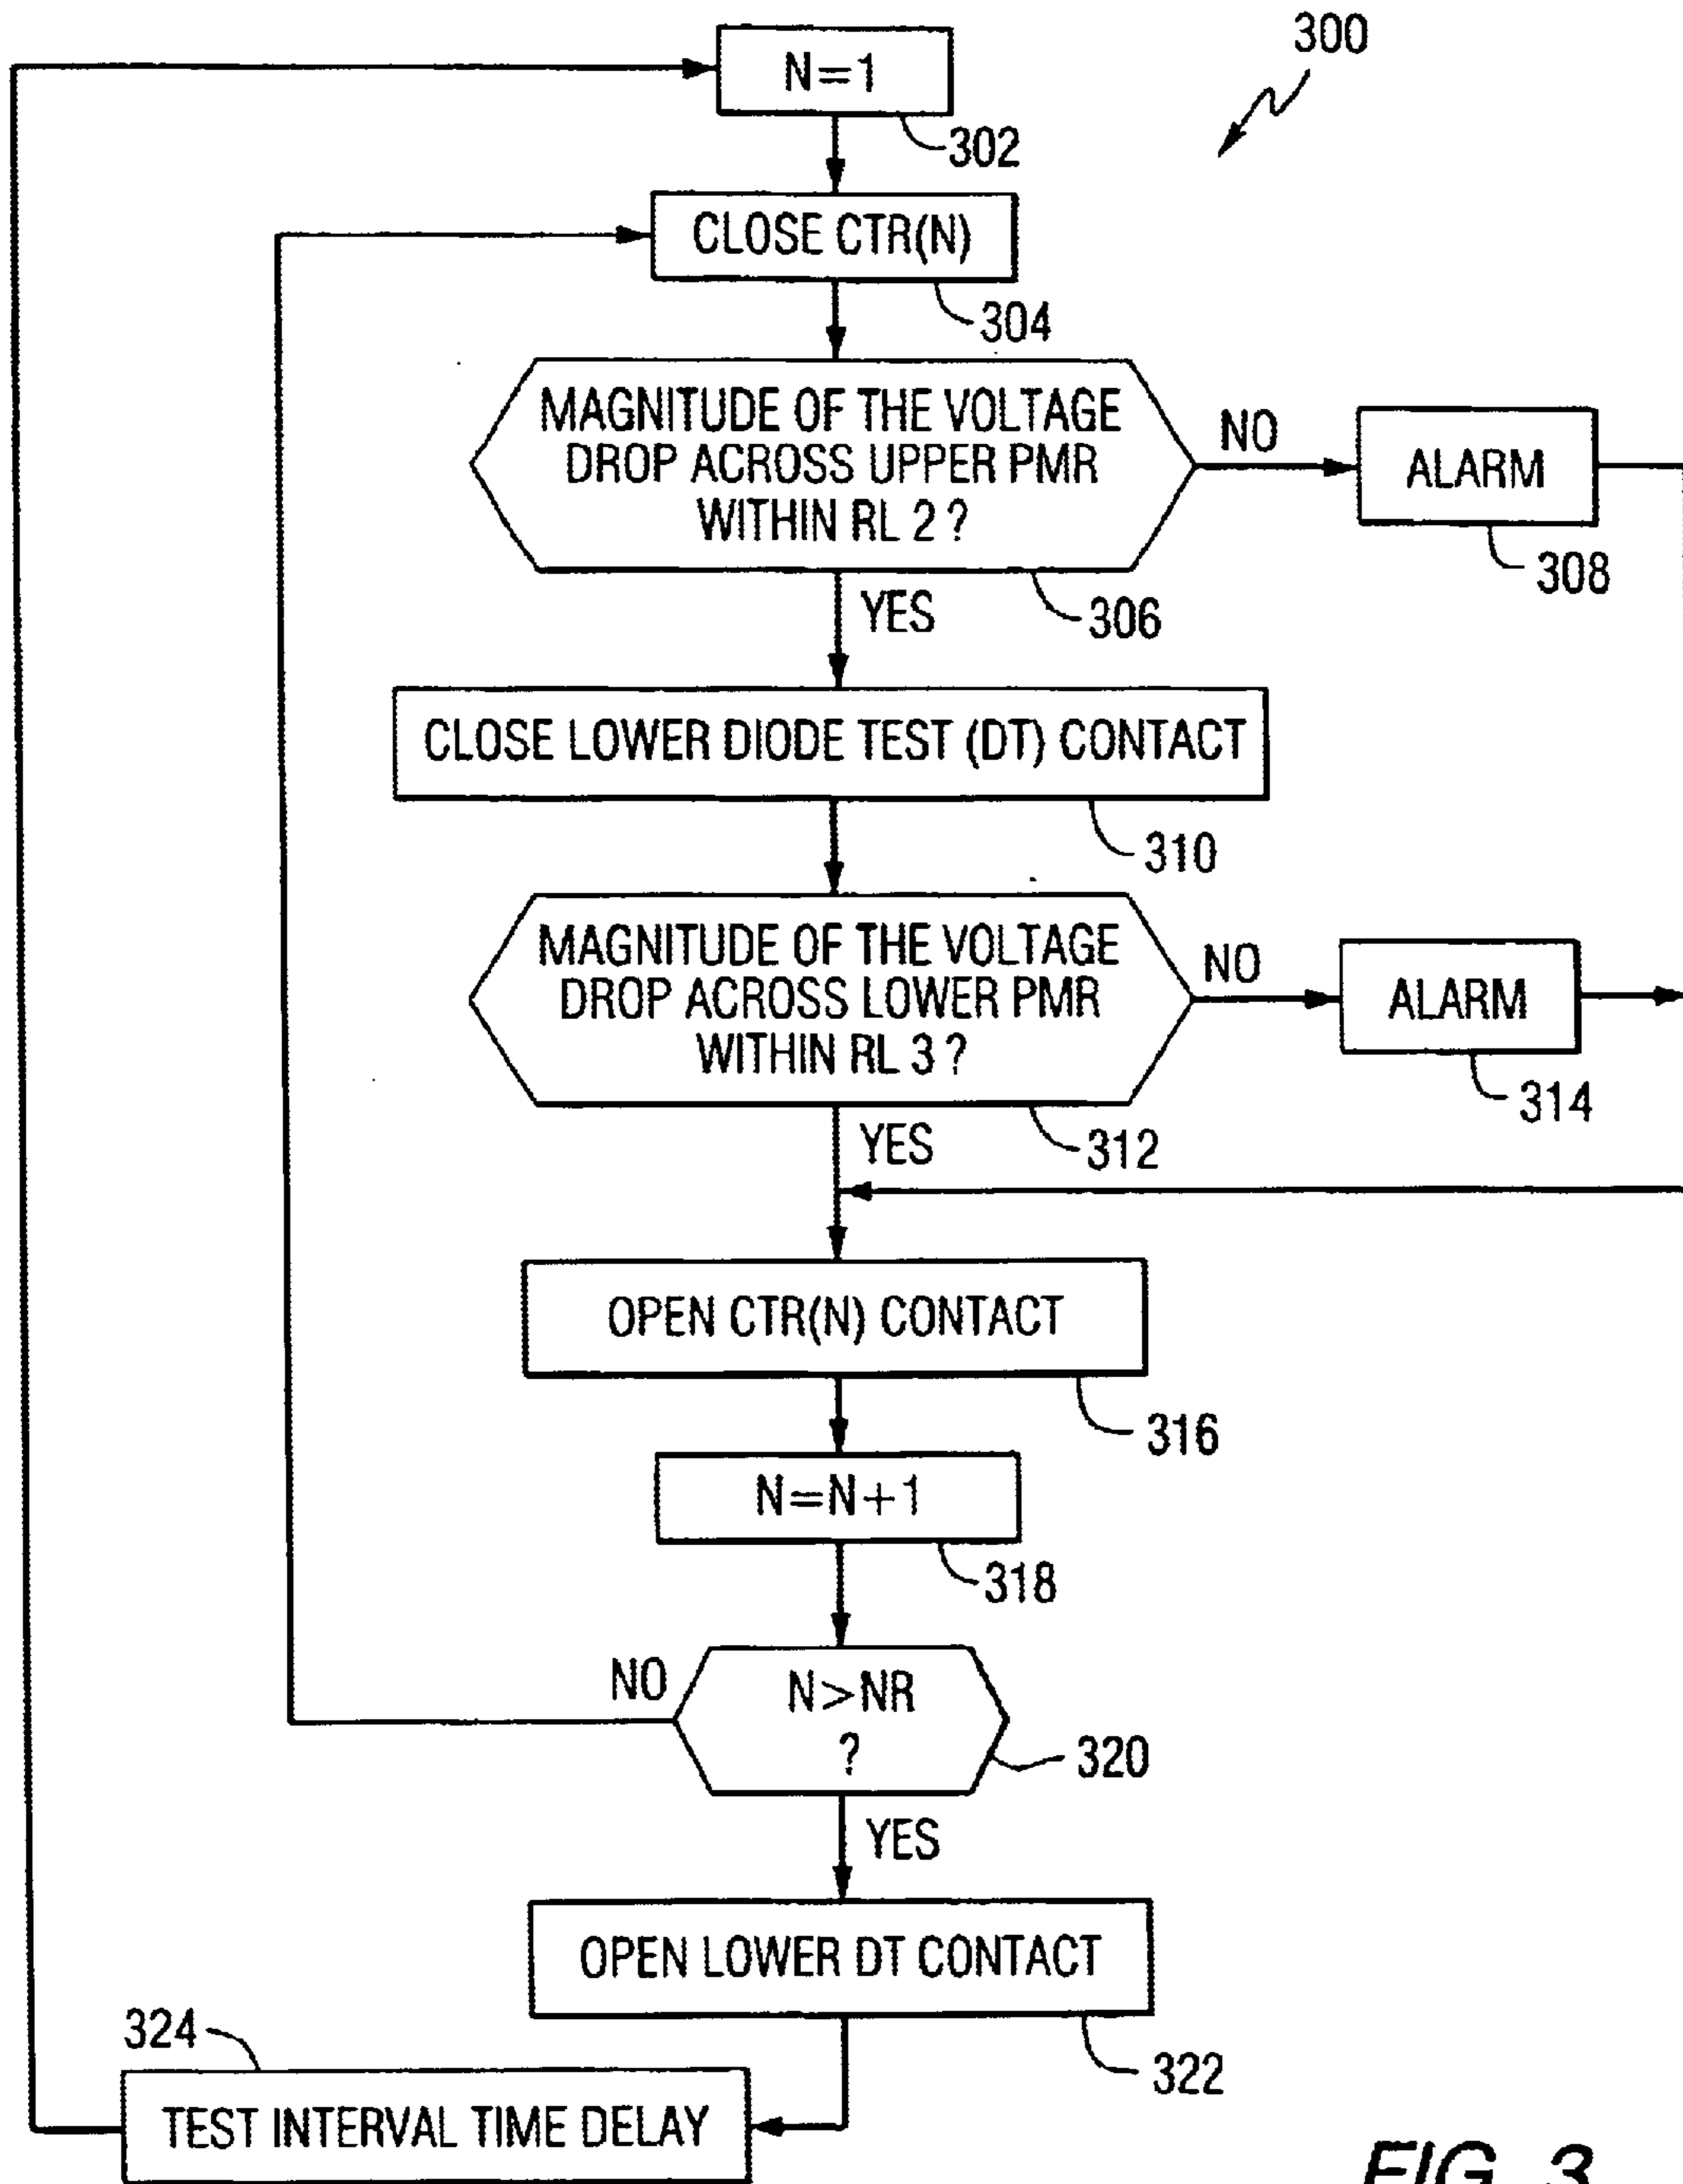 300
N=1
302
CLOSE CTR(N)
304
MAGNITUDE OF THE VOLTAGE
DROP ACROSS UPPER PMR
WITHIN RL 2 ?
NO
ALARM
308
306
YES
CLOSE LOWER DIODE TEST (DT) CONTACT
310
MAGNITUDE OF THE VOLTAGE
DROP ACROSS LOWER PMR
WITHIN RL 3 ?
NO
ALARM
314
312
YES
OPEN CTR(N) CONTACT
316
N=N+1
318
NO
N>NR
?
320
YES
OPEN LOWER DT CONTACT
322
324
TEST INTERVAL TIME DELAY
FIG. 3